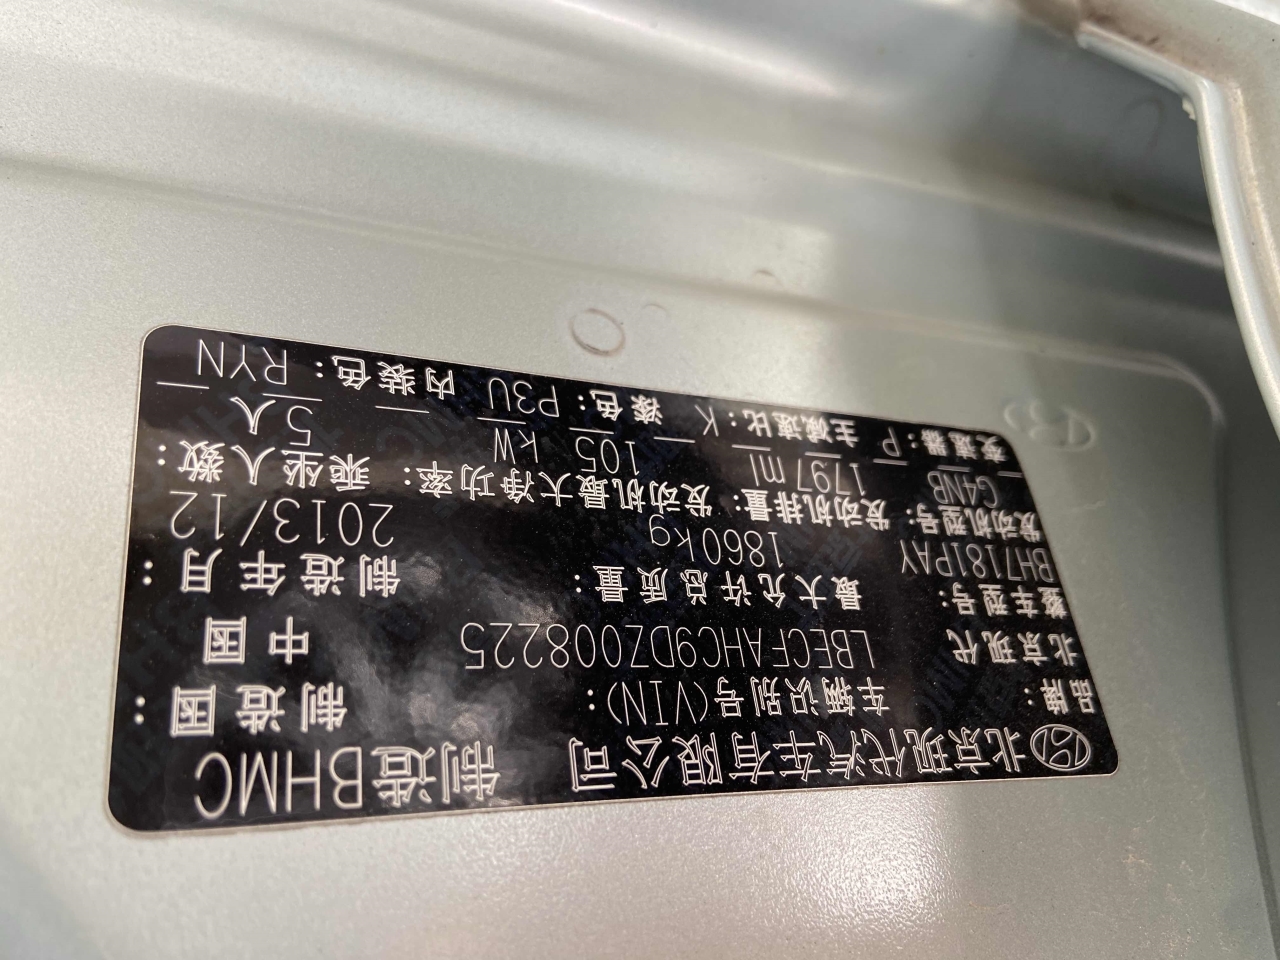 北京现代汽车有限公司 制造BHMC
品牌: 车辆识别号(VIN): 制造国:
北京现代 LBECFAHC9DZ008225 中国
整车型号: 最大允许总质量: 制造年月:
BH7181PAY 1860kg 2013/12
发动机型号: 发动机排量: 发动机最大净功率: 乘坐人数:
G4NB 1797ml 105 kW 5人
变速器: P 主减速比: K 漆色: P3U 内装色: RYN